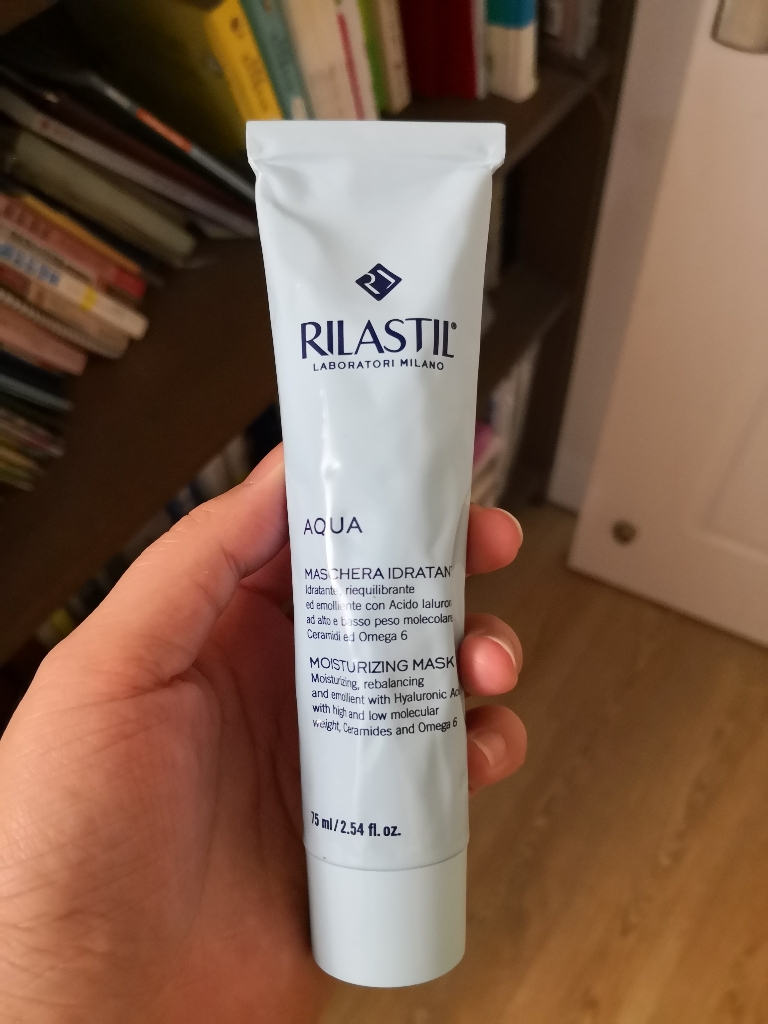 RILASTIL®
LABORATORI MILANO
AQUA
MASCHERA IDRATAN
Idratante, riequilibrante
ed emolliente con Acido Ialuron
ad alto e basso peso molecolare
Ceramidi ed Omega 6
MOISTURIZING MASK
Moisturizing, rebalancing
and emollient with Hyaluronic Aci
with high and low molecular
weight, Ceramides and Omega 6
75 ml / 2.54 fl. oz.